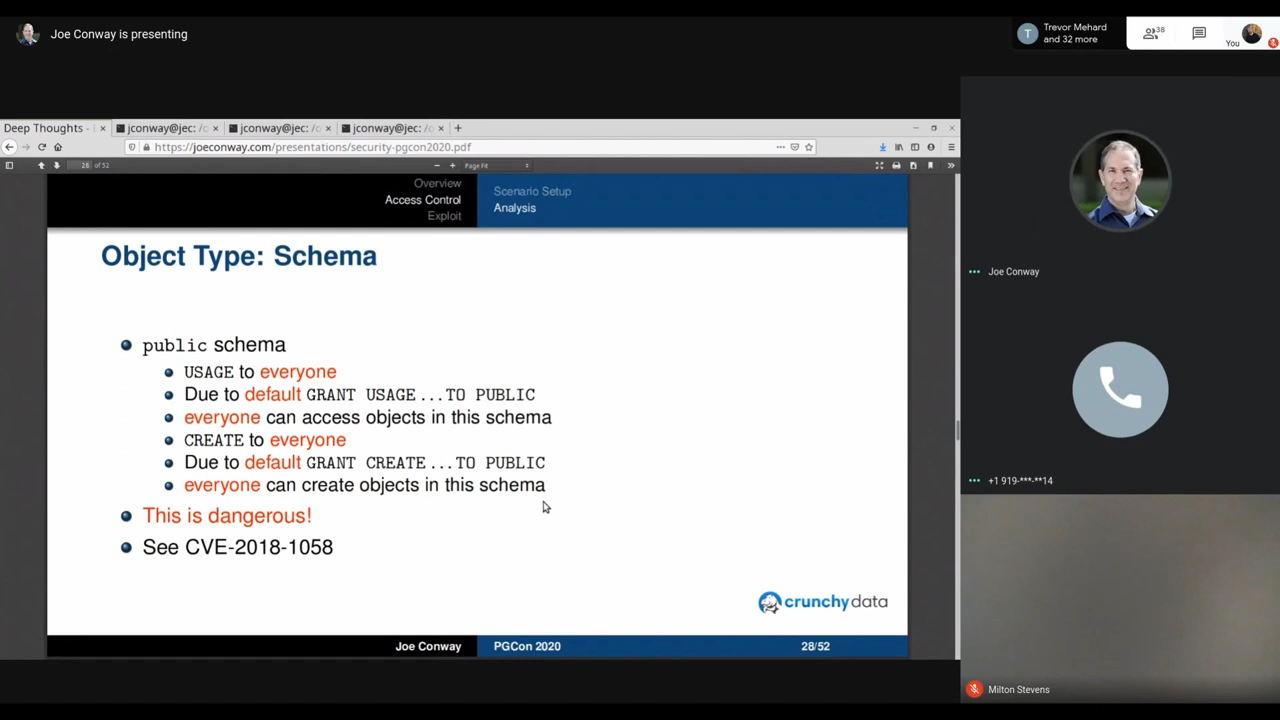 Joe Conway is presenting
T
Trevor Mehard
and 32 more
38
You
Deep Thoughts -
jconway@jec: /
jconway@jec: /
jconway@jec: /
https://joeconway.com/presentations/security-pgcon2020.pdf
28 of 52
Page Fit
Overview
Access Control
Exploit
Scenario Setup
Analysis
Object Type: Schema
public schema
USAGE to everyone
Due to default GRANT USAGE...TO PUBLIC
everyone can access objects in this schema
CREATE to everyone
Due to default GRANT CREATE...TO PUBLIC
everyone can create objects in this schema
This is dangerous!
See CVE-2018-1058
crunchydata
Joe Conway
PGCon 2020
28/52
Joe Conway
+1 919-***-**14
Milton Stevens